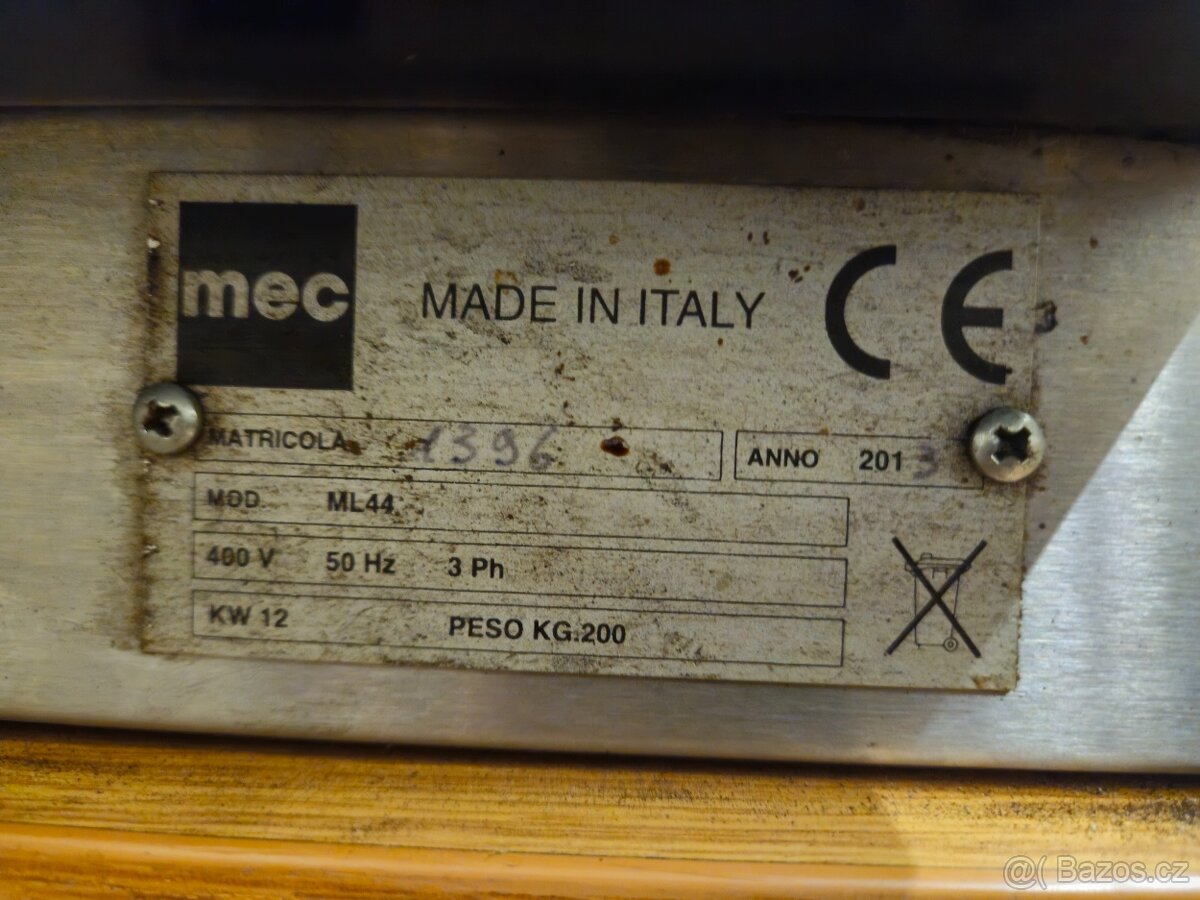 mec
MADE IN ITALY
CE
MATRICOLA 1396
ANNO 2013
MOD. ML44
400 V 50 Hz 3 Ph
KW 12 PESO KG.200
@( Bazos.cz